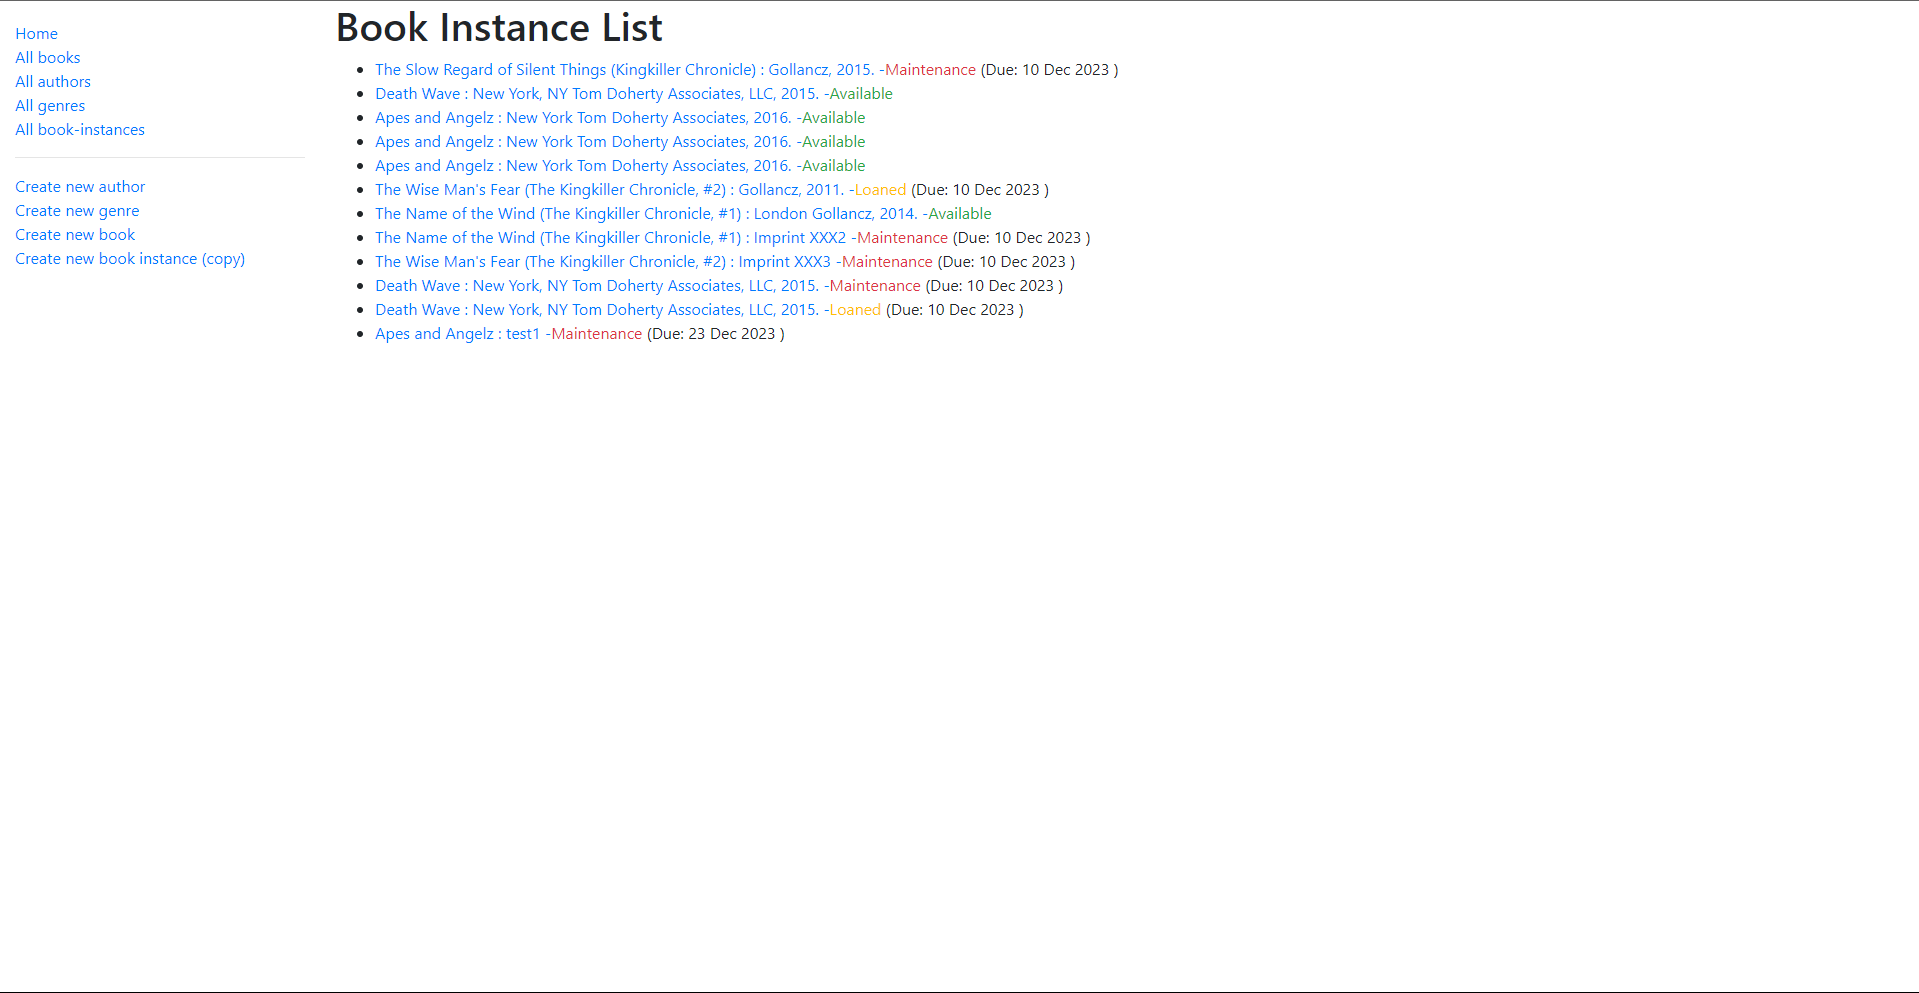 Home
All books
All authors
All genres
All book-instances
Create new author
Create new genre
Create new book
Create new book instance (copy)
Book Instance List
The Slow Regard of Silent Things (Kingkiller Chronicle) : Gollancz, 2015. -Maintenance (Due: 10 Dec 2023 )
Death Wave : New York, NY Tom Doherty Associates, LLC, 2015. -Available
Apes and Angelz : New York Tom Doherty Associates, 2016. -Available
Apes and Angelz : New York Tom Doherty Associates, 2016. -Available
Apes and Angelz : New York Tom Doherty Associates, 2016. -Available
The Wise Man's Fear (The Kingkiller Chronicle, #2) : Gollancz, 2011. -Loaned (Due: 10 Dec 2023 )
The Name of the Wind (The Kingkiller Chronicle, #1) : London Gollancz, 2014. -Available
The Name of the Wind (The Kingkiller Chronicle, #1) : Imprint XXX2 -Maintenance (Due: 10 Dec 2023 )
The Wise Man's Fear (The Kingkiller Chronicle, #2) : Imprint XXX3 -Maintenance (Due: 10 Dec 2023 )
Death Wave : New York, NY Tom Doherty Associates, LLC, 2015. -Maintenance (Due: 10 Dec 2023 )
Death Wave : New York, NY Tom Doherty Associates, LLC, 2015. -Loaned (Due: 10 Dec 2023 )
Apes and Angelz : test1 -Maintenance (Due: 23 Dec 2023 )